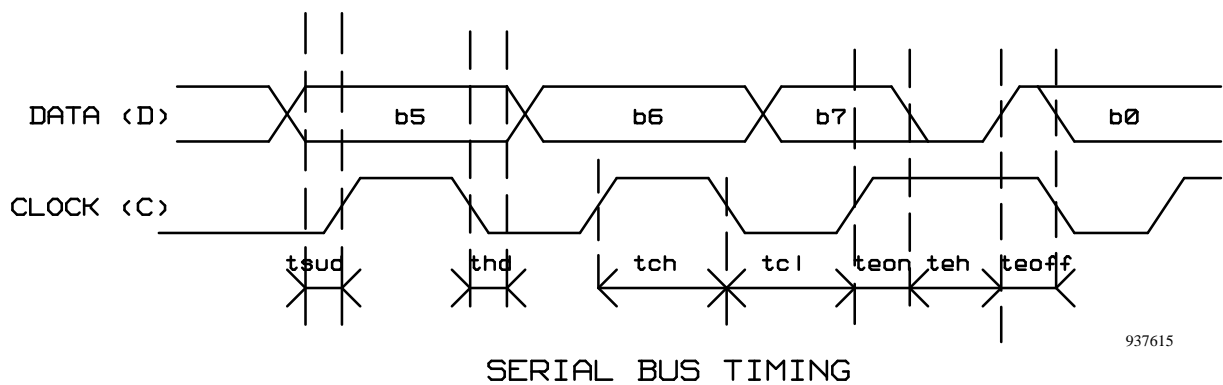 DATA (D) b5 b6 b7 b0
CLOCK (C)
tsud thd tch tcl teon teh teoff
937615
SERIAL BUS TIMING